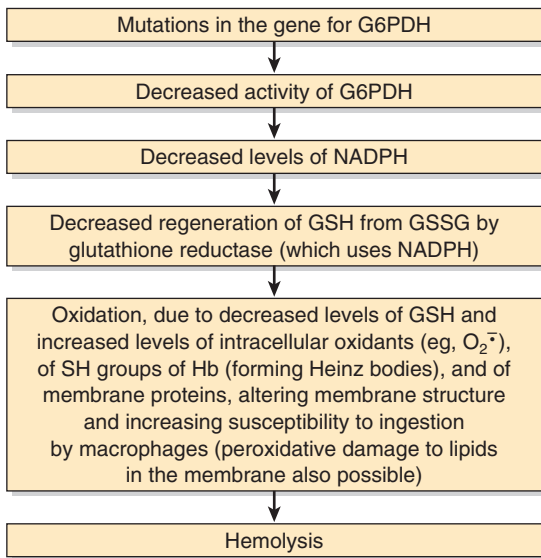 Mutations in the gene for G6PDH
Decreased activity of G6PDH
Decreased levels of NADPH
Decreased regeneration of GSH from GSSG by
glutathione reductase (which uses NADPH)
Oxidation, due to decreased levels of GSH and
increased levels of intracellular oxidants (eg, O₂⁻•),
of SH groups of Hb (forming Heinz bodies), and of
membrane proteins, altering membrane structure
and increasing susceptibility to ingestion
by macrophages (peroxidative damage to lipids
in the membrane also possible)
Hemolysis